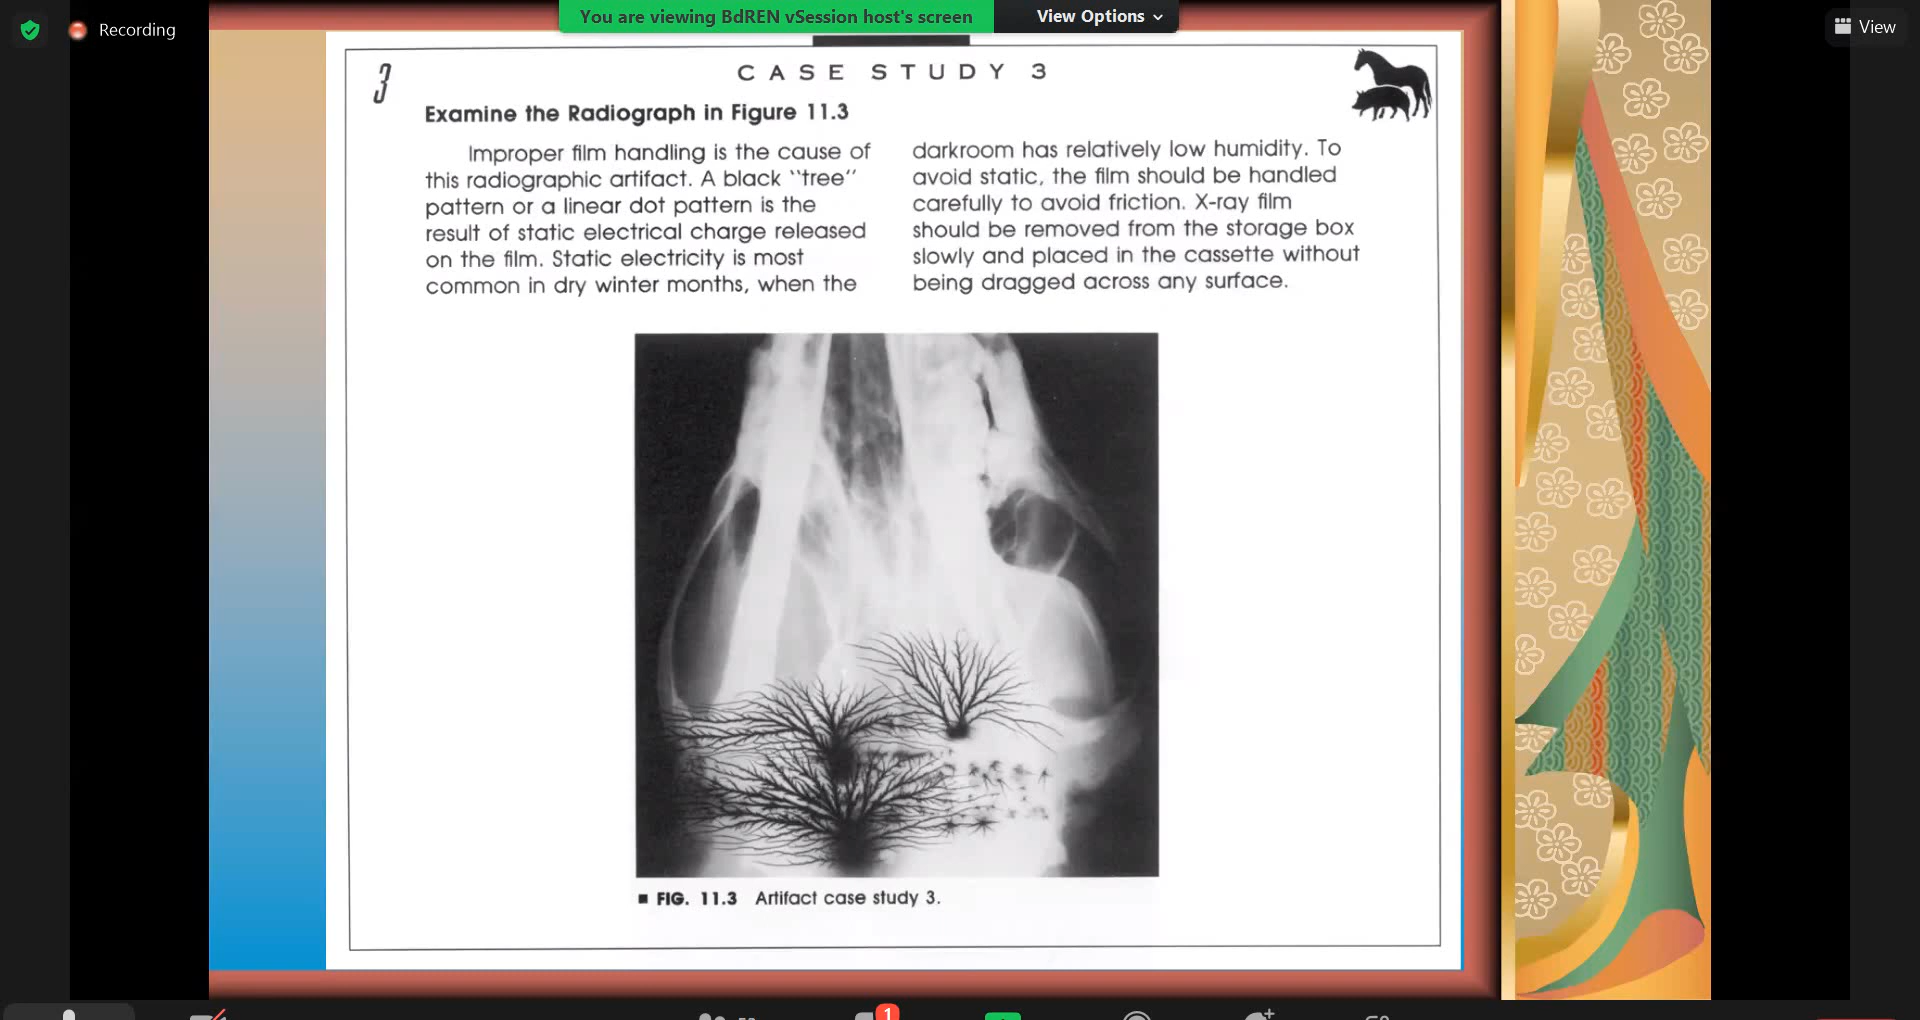 You are viewing BdREN vSession host's screen
View Options
Recording
View
3
CASE STUDY 3
Examine the Radiograph in Figure 11.3
Improper film handling is the cause of
this radiographic artifact. A black ‘‘tree’’
pattern or a linear dot pattern is the
result of static electrical charge released
on the film. Static electricity is most
common in dry winter months, when the
darkroom has relatively low humidity. To
avoid static, the film should be handled
carefully to avoid friction. X-ray film
should be removed from the storage box
slowly and placed in the cassette without
being dragged across any surface.
FIG. 11.3 Artifact case study 3.
1